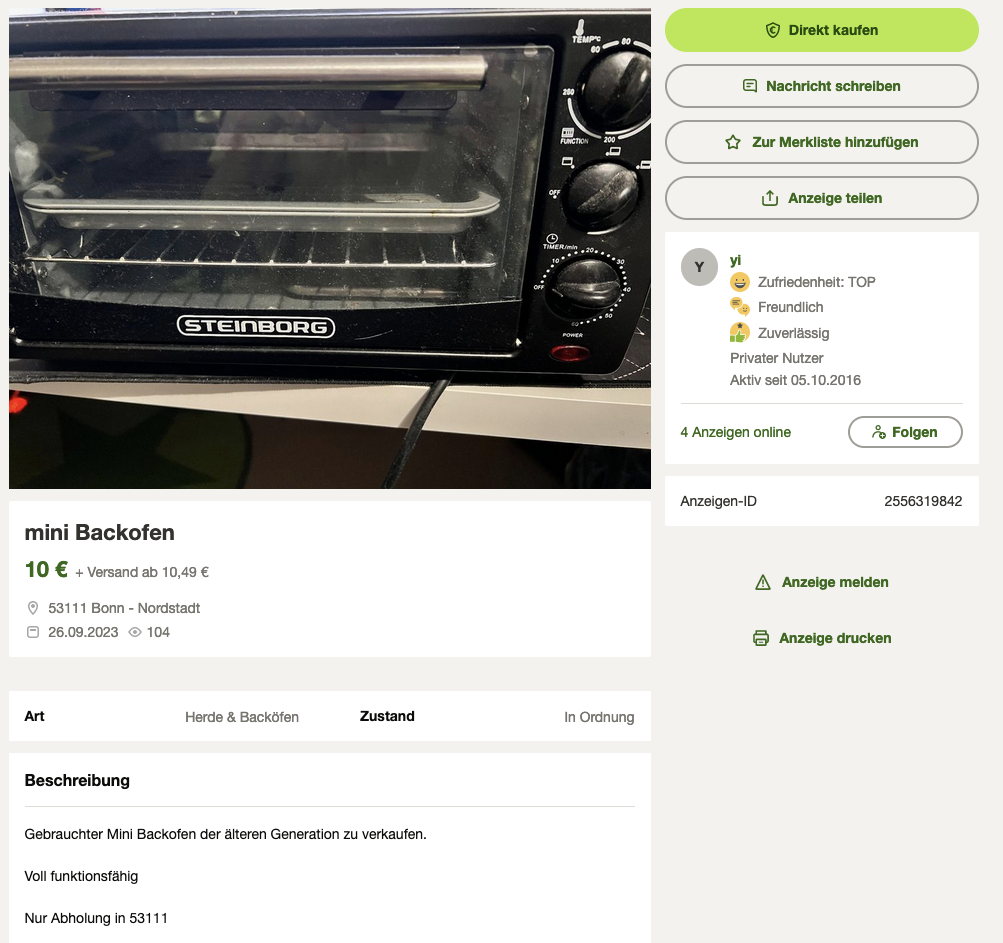 TEMP°C
60
80
250
200
FUNCTION
OFF
TIMER/min
10
20
30
OFF
40
50
60
POWER
STEINBORG
mini Backofen
10 € + Versand ab 10,49 €
53111 Bonn - Nordstadt
26.09.2023 104
Art Herde & Backöfen Zustand In Ordnung
Beschreibung
Gebrauchter Mini Backofen der älteren Generation zu verkaufen.
Voll funktionsfähig
Nur Abholung in 53111
Direkt kaufen
Nachricht schreiben
Zur Merkliste hinzufügen
Anzeige teilen
Y
yi
Zufriedenheit: TOP
Freundlich
Zuverlässig
Privater Nutzer
Aktiv seit 05.10.2016
4 Anzeigen online Folgen
Anzeigen-ID 2556319842
Anzeige melden
Anzeige drucken